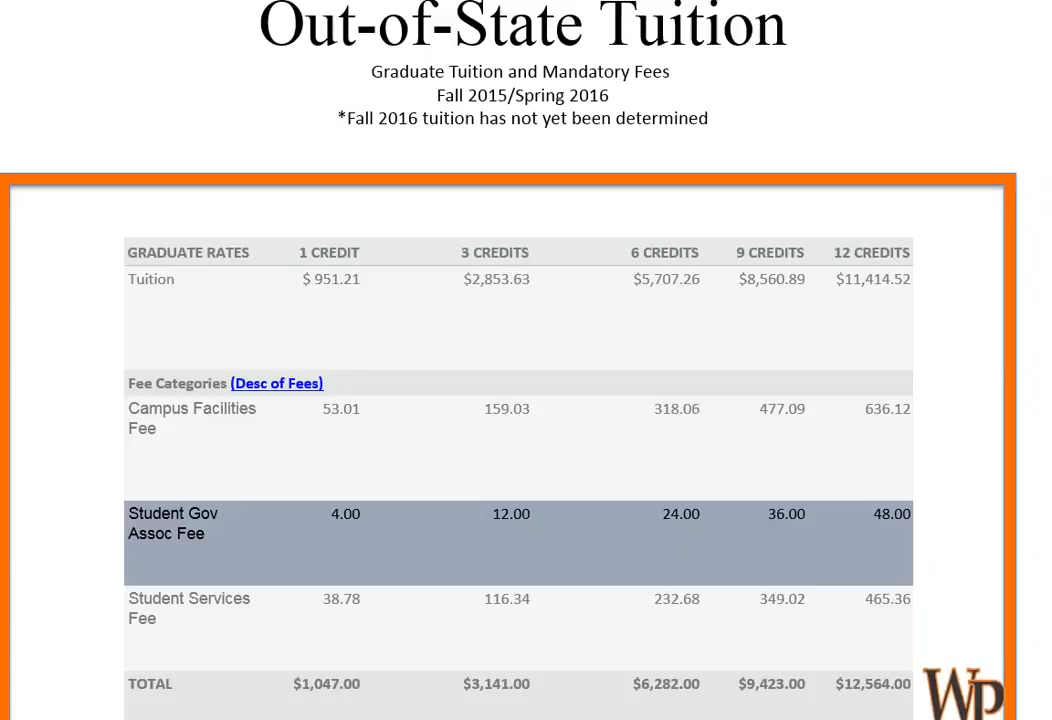 Out-of-State Tuition
Graduate Tuition and Mandatory Fees
Fall 2015/Spring 2016
*Fall 2016 tuition has not yet been determined
GRADUATE RATES 1 CREDIT 3 CREDITS 6 CREDITS 9 CREDITS 12 CREDITS
Tuition $ 951.21 $2,853.63 $5,707.26 $8,560.89 $11,414.52
Fee Categories (Desc of Fees)
Campus Facilities 53.01 159.03 318.06 477.09 636.12
Fee
Student Gov 4.00 12.00 24.00 36.00 48.00
Assoc Fee
Student Services 38.78 116.34 232.68 349.02 465.36
Fee
TOTAL $1,047.00 $3,141.00 $6,282.00 $9,423.00 $12,564.00
WP